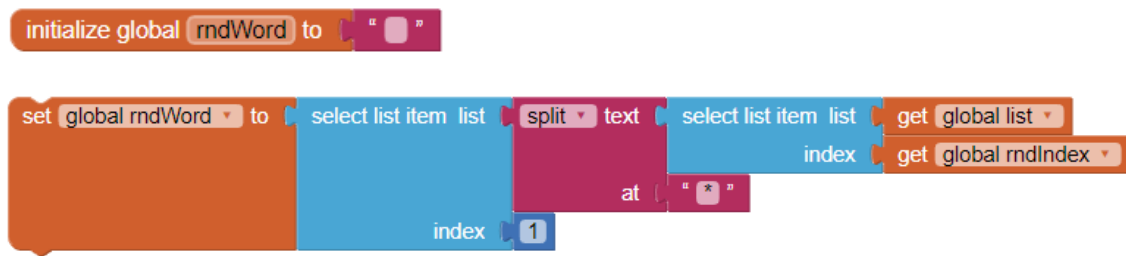 initialize global rndWord to " "
set global rndWord to select list item list split text select list item list get global list
index get global rndIndex
at " * "
index 1